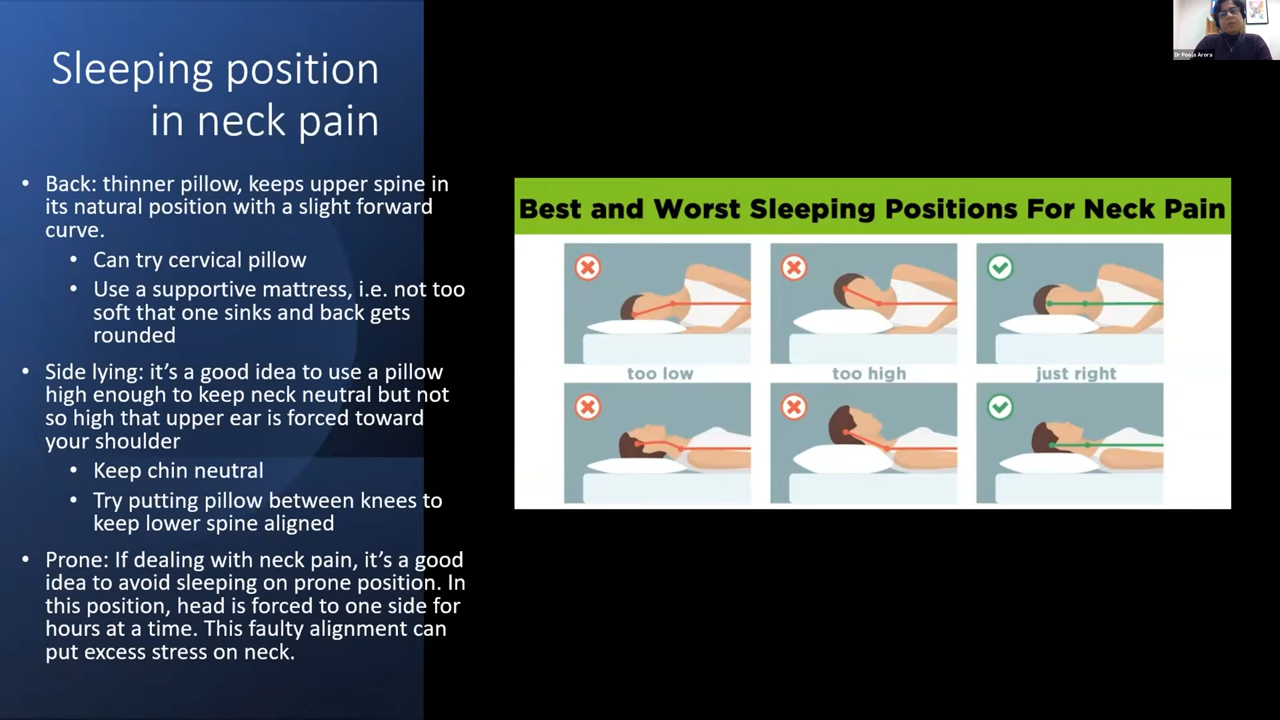 Sleeping position
in neck pain
• Back: thinner pillow, keeps upper spine in
its natural position with a slight forward
curve.
• Can try cervical pillow
• Use a supportive mattress, i.e. not too
soft that one sinks and back gets
rounded
• Side lying: it’s a good idea to use a pillow
high enough to keep neck neutral but not
so high that upper ear is forced toward
your shoulder
• Keep chin neutral
• Try putting pillow between knees to
keep lower spine aligned
• Prone: If dealing with neck pain, it’s a good
idea to avoid sleeping on prone position. In
this position, head is forced to one side for
hours at a time. This faulty alignment can
put excess stress on neck.
Best and Worst Sleeping Positions For Neck Pain
too low
too high
just right
Dr Pooja Arora